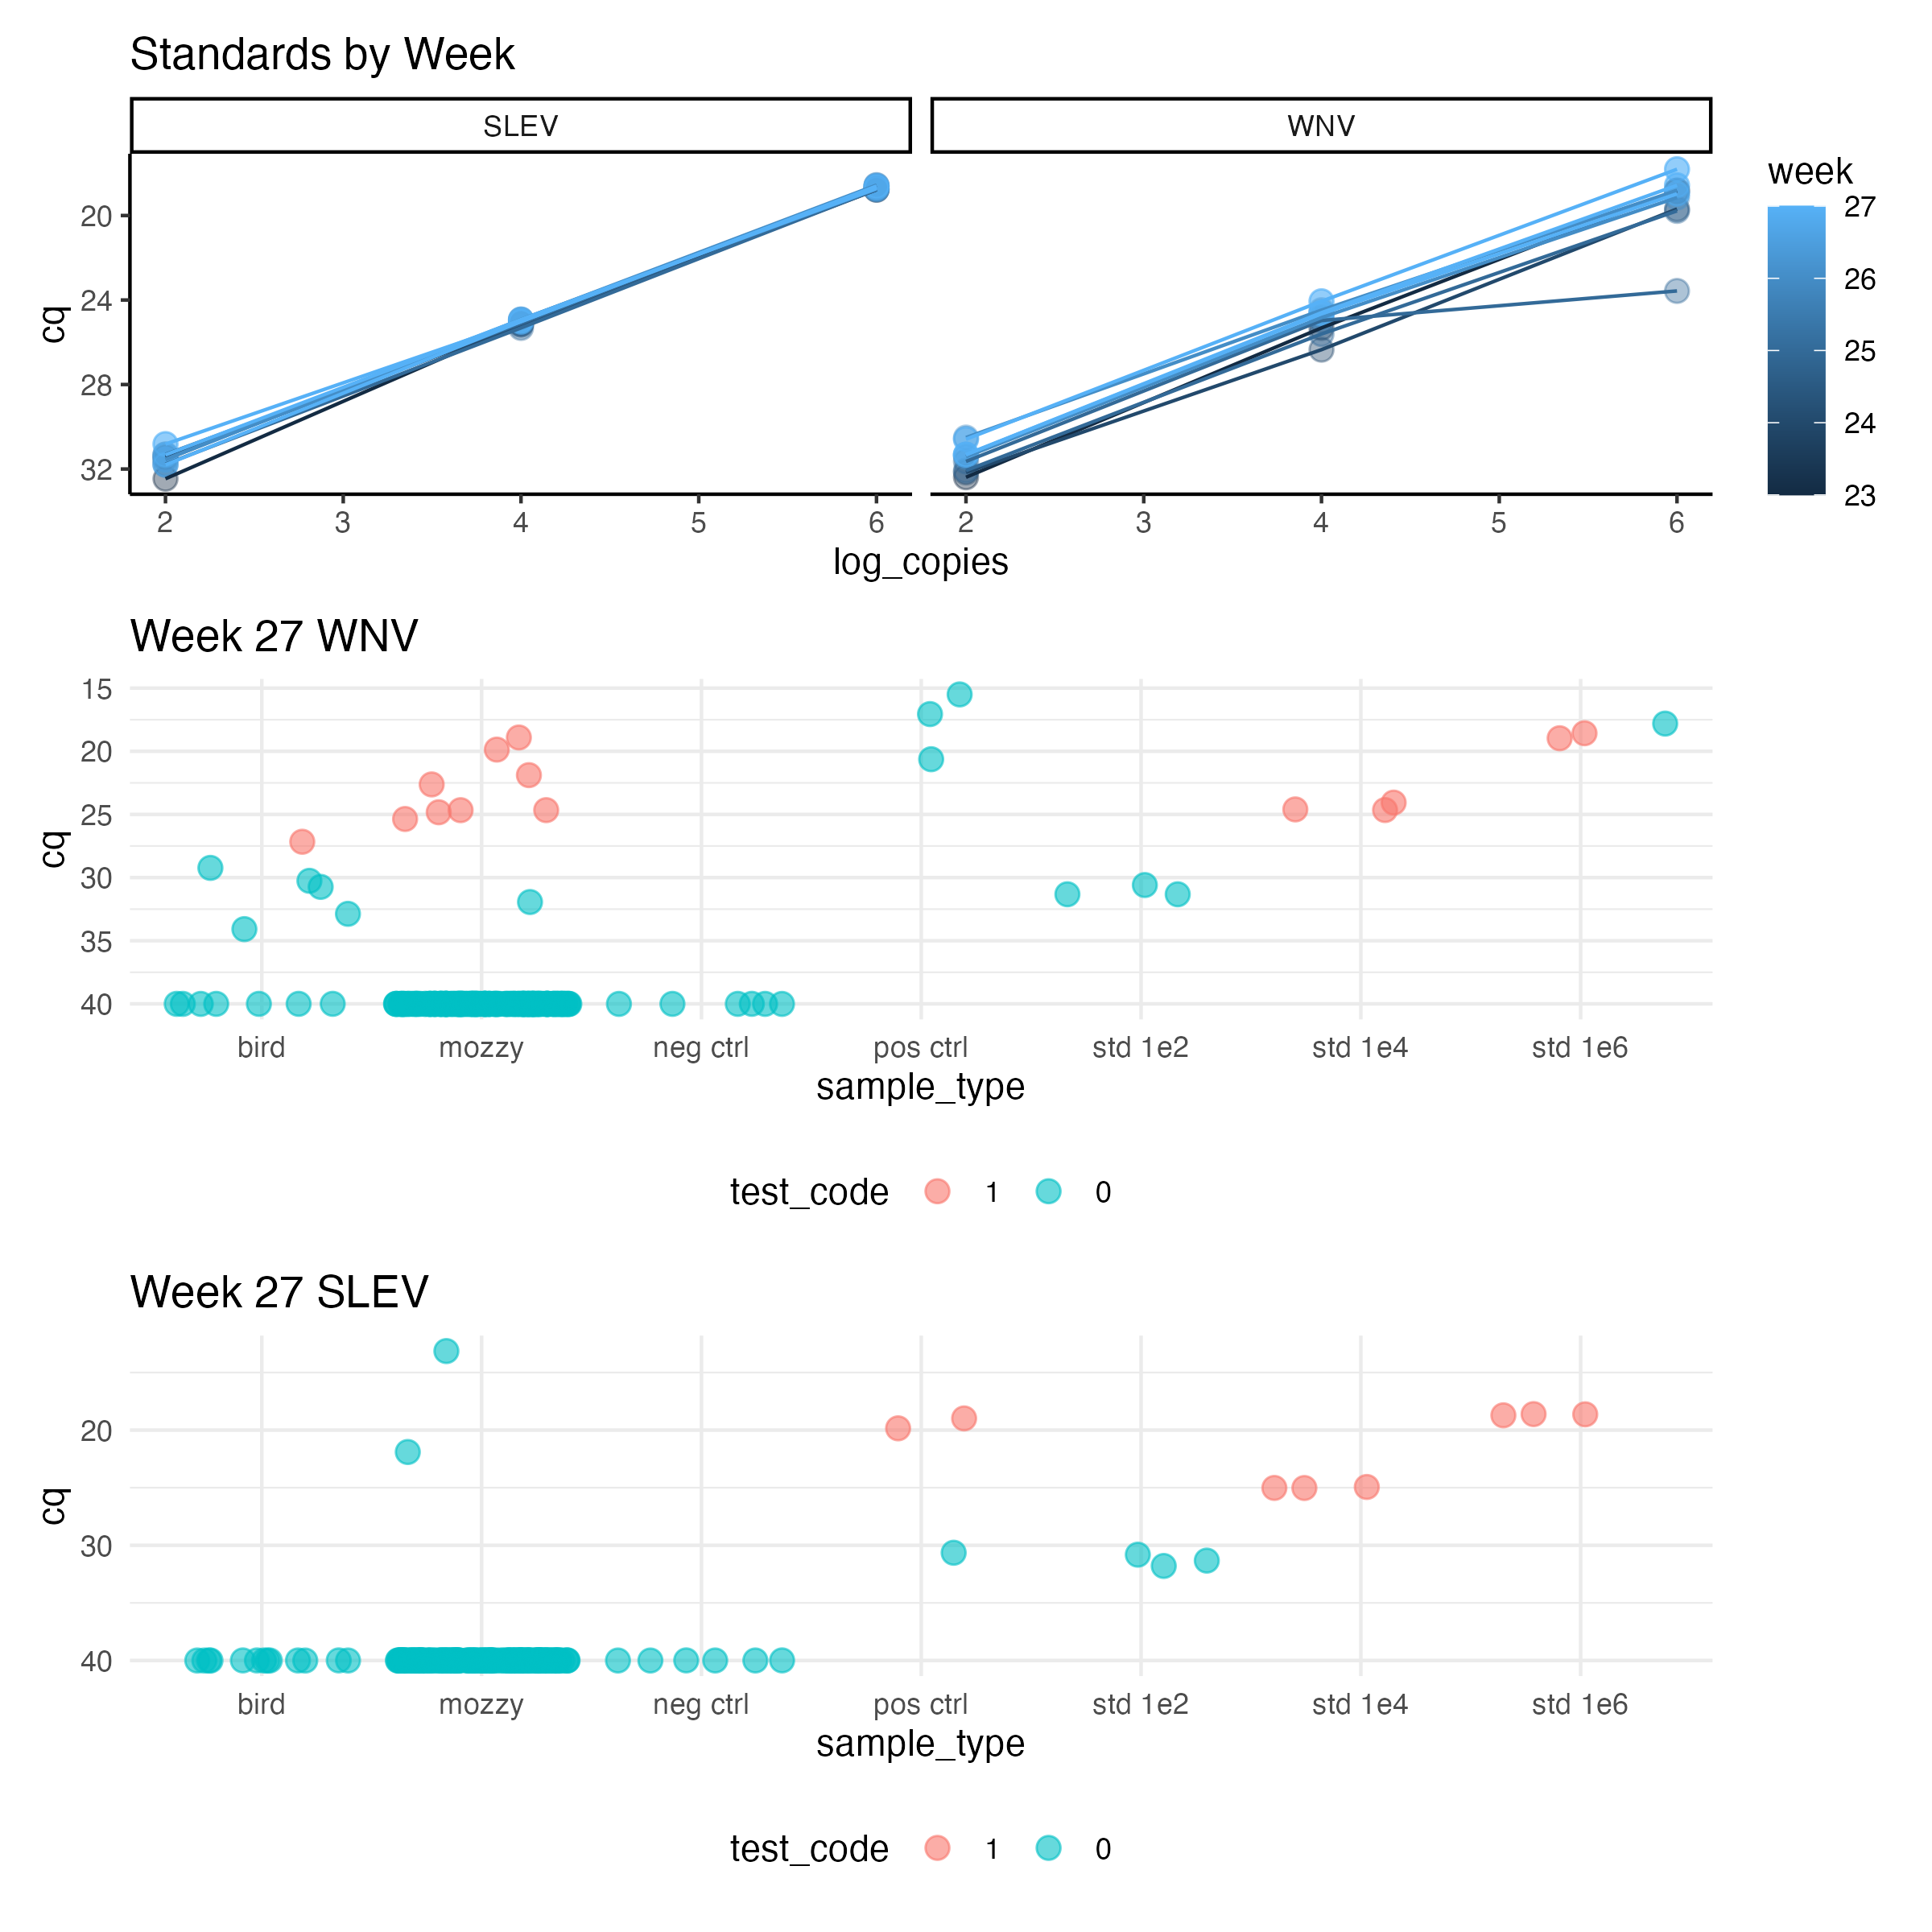 Standards by Week
SLEV WNV
week
27
26
25
24
23
cq
20
24
28
32
2 3 4 5 6 2 3 4 5 6
log_copies
Week 27 WNV
cq
15
20
25
30
35
40
bird mozzy neg ctrl pos ctrl std 1e2 std 1e4 std 1e6
sample_type
test_code 1 0
Week 27 SLEV
cq
20
30
40
bird mozzy neg ctrl pos ctrl std 1e2 std 1e4 std 1e6
sample_type
test_code 1 0